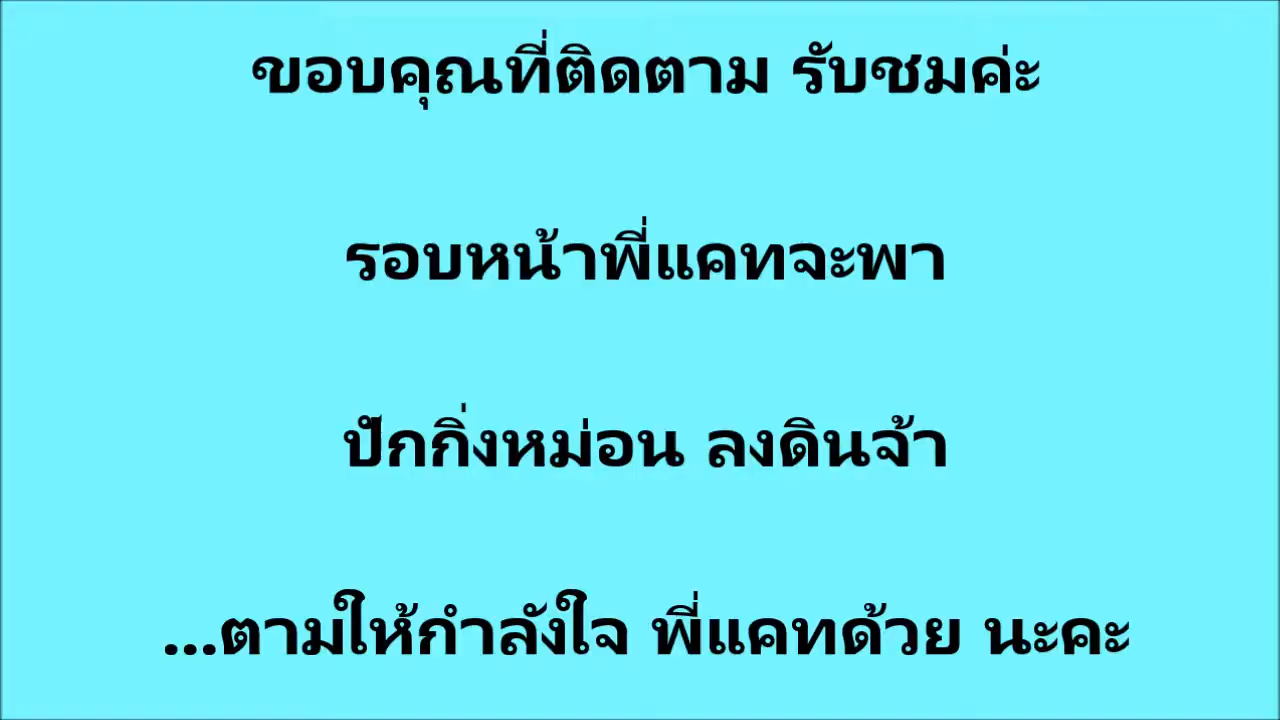 ขอบคุณที่ติดตาม รับชมค่ะ
รอบหน้าพี่แคทจะพา
ปักกิ่งหม่อน ลงดินจ้า
...ตามให้กำลังใจ พี่แคทด้วย นะคะ